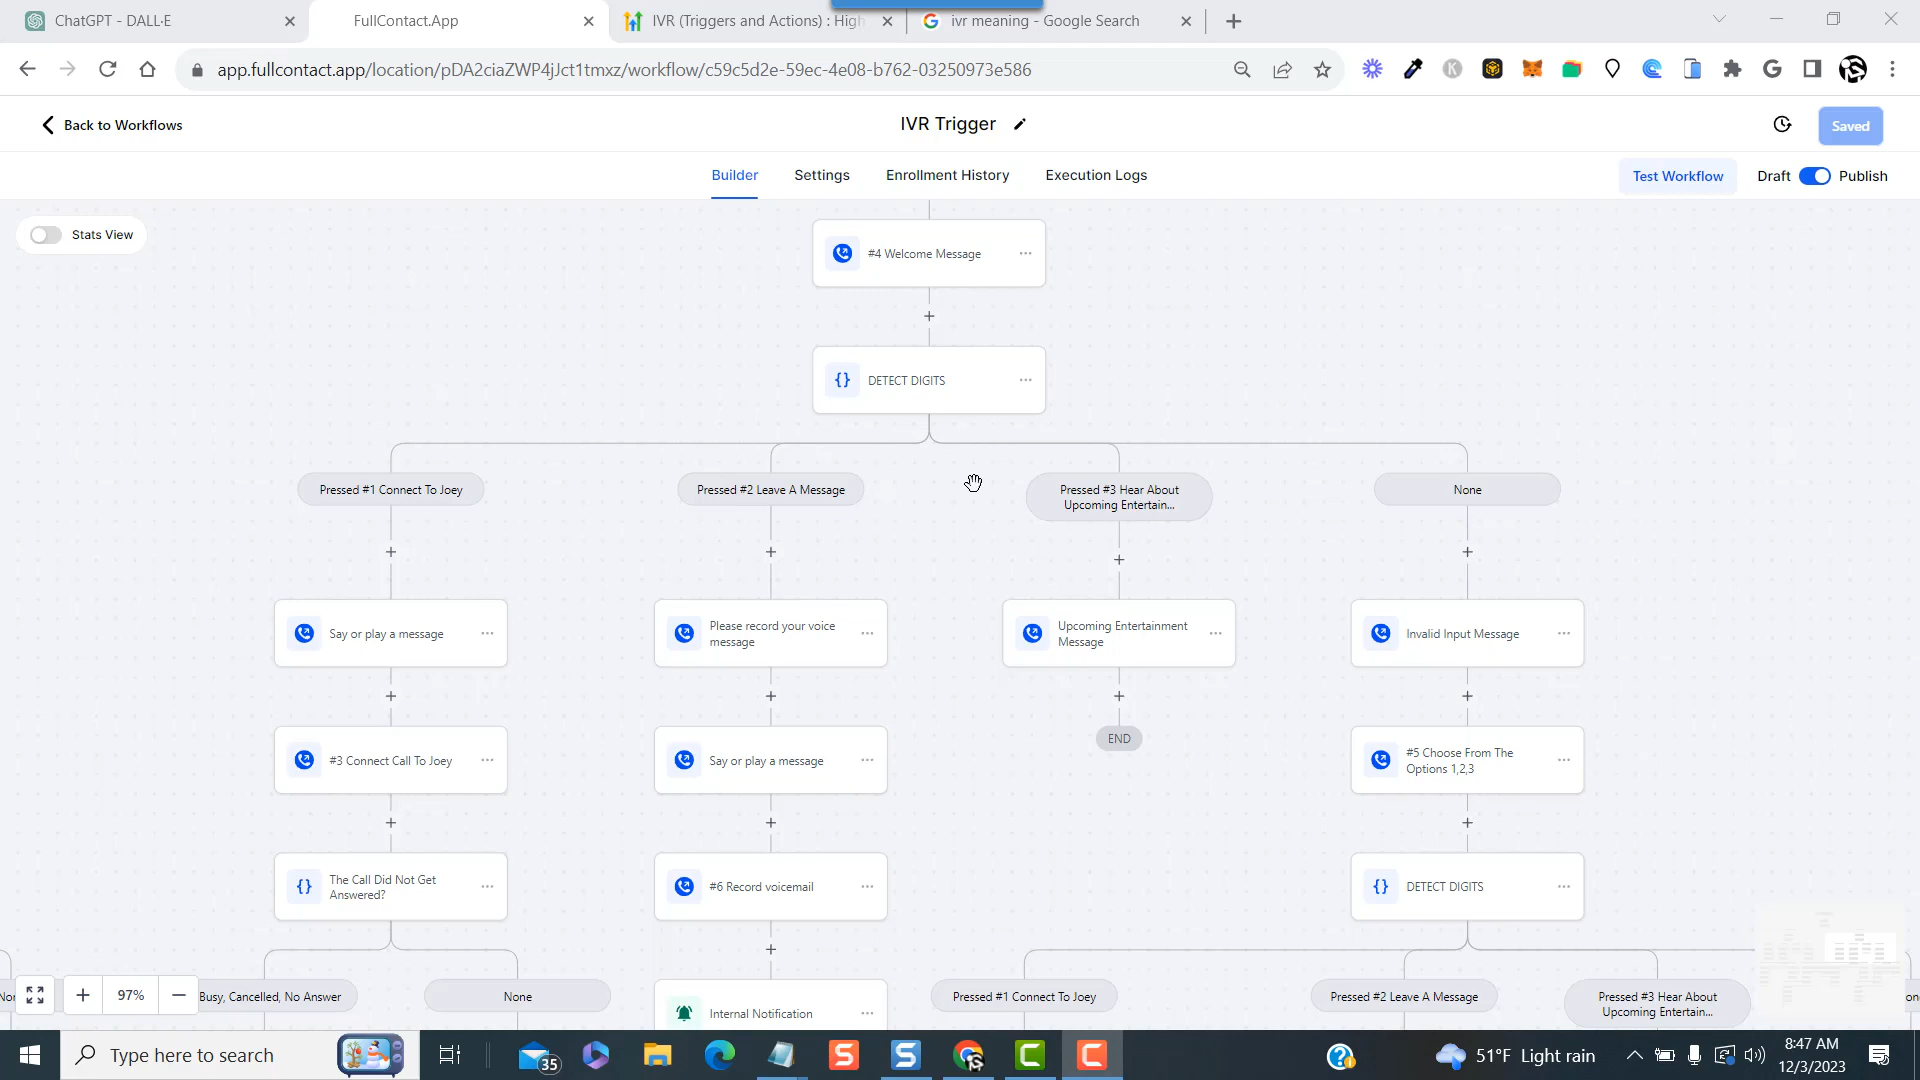 ChatGPT - DALL·E
FullContact.App
IVR (Triggers and Actions) : High
ivr meaning - Google Search
app.fullcontact.app/location/pDA2ciaZWP4jJct1tmxz/workflow/c59c5d2e-59ec-4e08-b762-03250973e586
Back to Workflows
IVR Trigger
Saved
Builder
Settings
Enrollment History
Execution Logs
Test Workflow
Draft
Publish
Stats View
#4 Welcome Message
DETECT DIGITS
Pressed #1 Connect To Joey
Pressed #2 Leave A Message
Pressed #3 Hear About
Upcoming Entertain...
None
Say or play a message
Please record your voice
message
Upcoming Entertainment
Message
Invalid Input Message
#3 Connect Call To Joey
Say or play a message
END
#5 Choose From The
Options 1,2,3
The Call Did Not Get
Answered?
#6 Record voicemail
DETECT DIGITS
97%
Busy, Cancelled, No Answer
None
Internal Notification
Pressed #1 Connect To Joey
Pressed #2 Leave A Message
Pressed #3 Hear About
Upcoming Entertain...
Type here to search
35
51°F Light rain
8:47 AM
12/3/2023